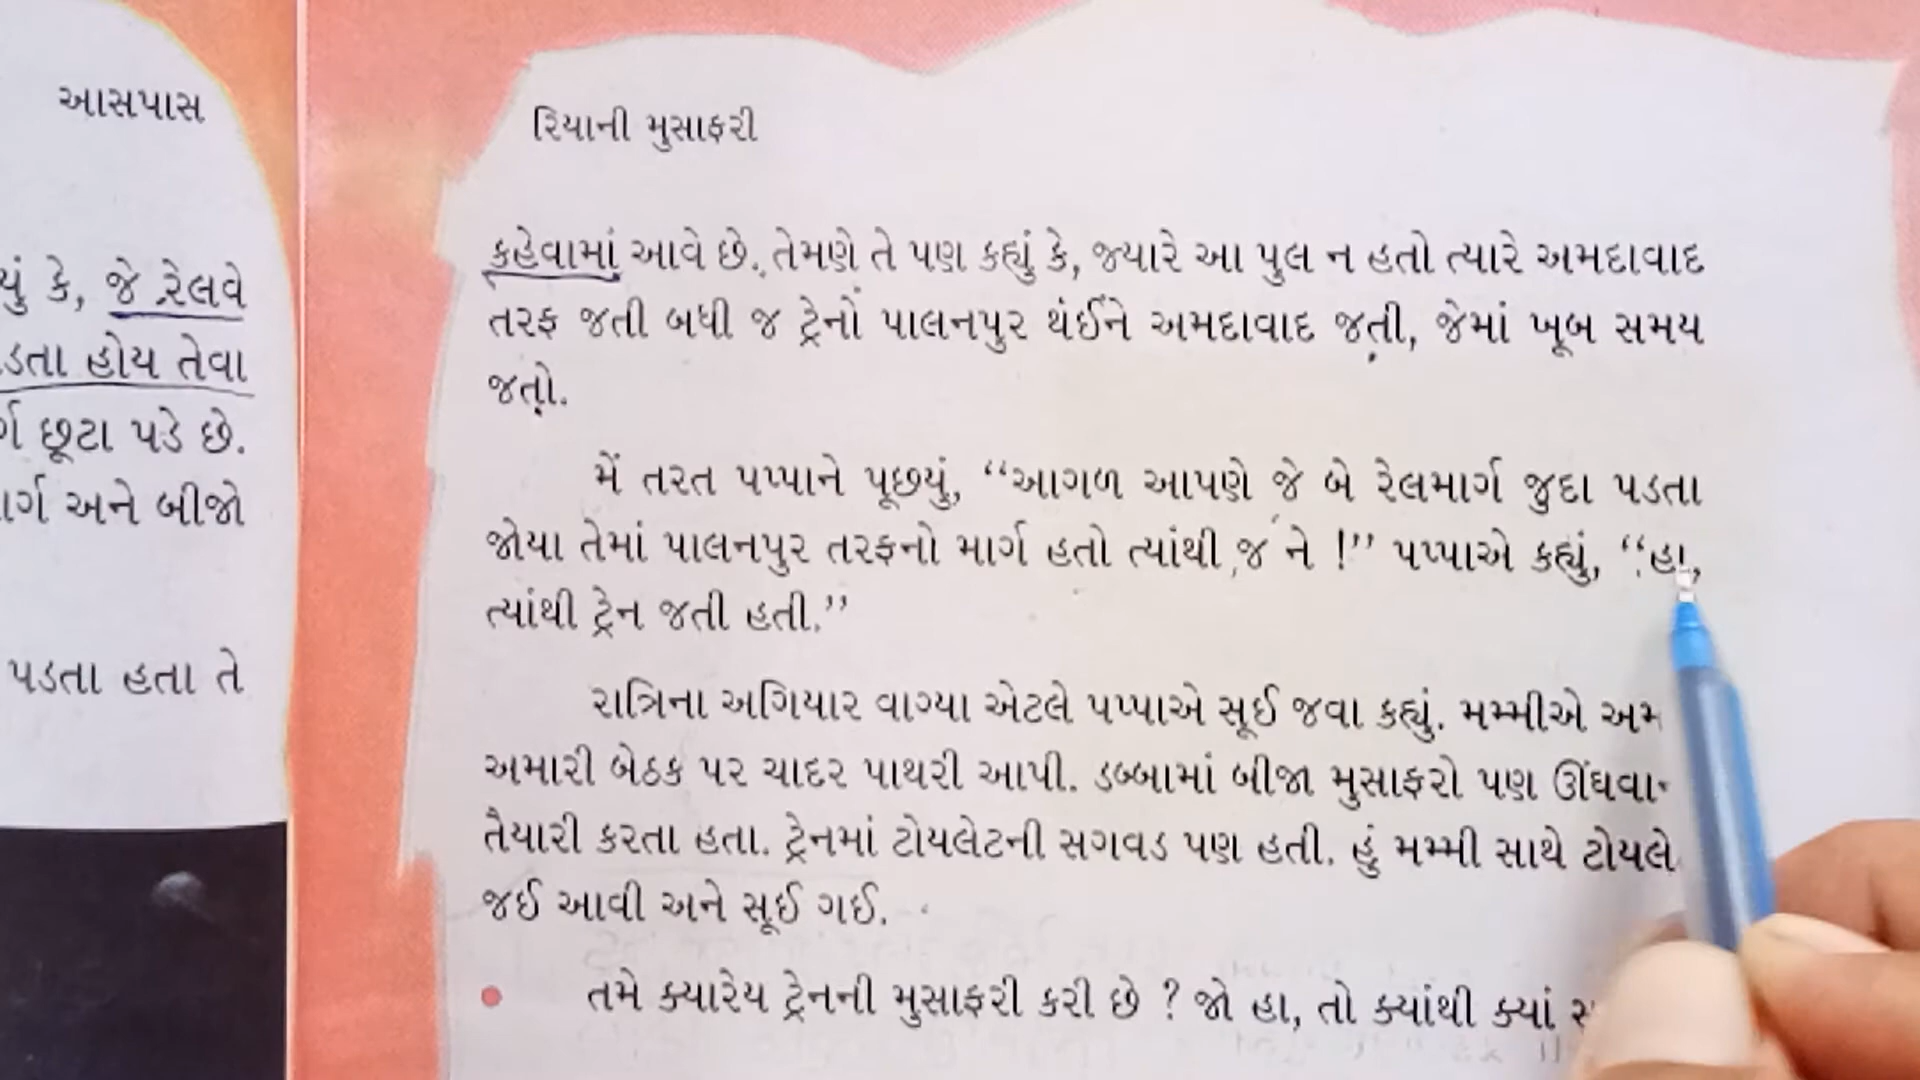 આસપાસ
યું કે, જે રેલવે
ડતા હોય તેવા
ર્ગ છૂટા પડે છે.
ાર્ગ અને બીજો
પડતા હતા તે
રિયાની મુસાફરી
કહેવામાં આવે છે. તેમણે તે પણ કહ્યું કે, જ્યારે આ પુલ ન હતો ત્યારે અમદાવાદ
તરફ જતી બધી જ ટ્રેનો પાલનપુર થઈને અમદાવાદ જતી, જેમાં ખૂબ સમય
જતો.
મેં તરત પપ્પાને પૂછયું, “આગળ આપણે જે બે રેલમાર્ગ જુદા પડતા
જોયા તેમાં પાલનપુર તરફનો માર્ગ હતો ત્યાંથી જ ને !” પપ્પાએ કહ્યું, “હા,
ત્યાંથી ટ્રેન જતી હતી.”
રાત્રિના અગિયાર વાગ્યા એટલે પપ્પાએ સૂઈ જવા કહ્યું. મમ્મીએ અમ
અમારી બેઠક પર ચાદર પાથરી આપી. ડબ્બામાં બીજા મુસાફરો પણ ઊંઘવા
તૈયારી કરતા હતા. ટ્રેનમાં ટોયલેટની સગવડ પણ હતી. હું મમ્મી સાથે ટોયલે
જઈ આવી અને સૂઈ ગઈ.
તમે ક્યારેય ટ્રેનની મુસાફરી કરી છે ? જો હા, તો ક્યાંથી ક્યાં